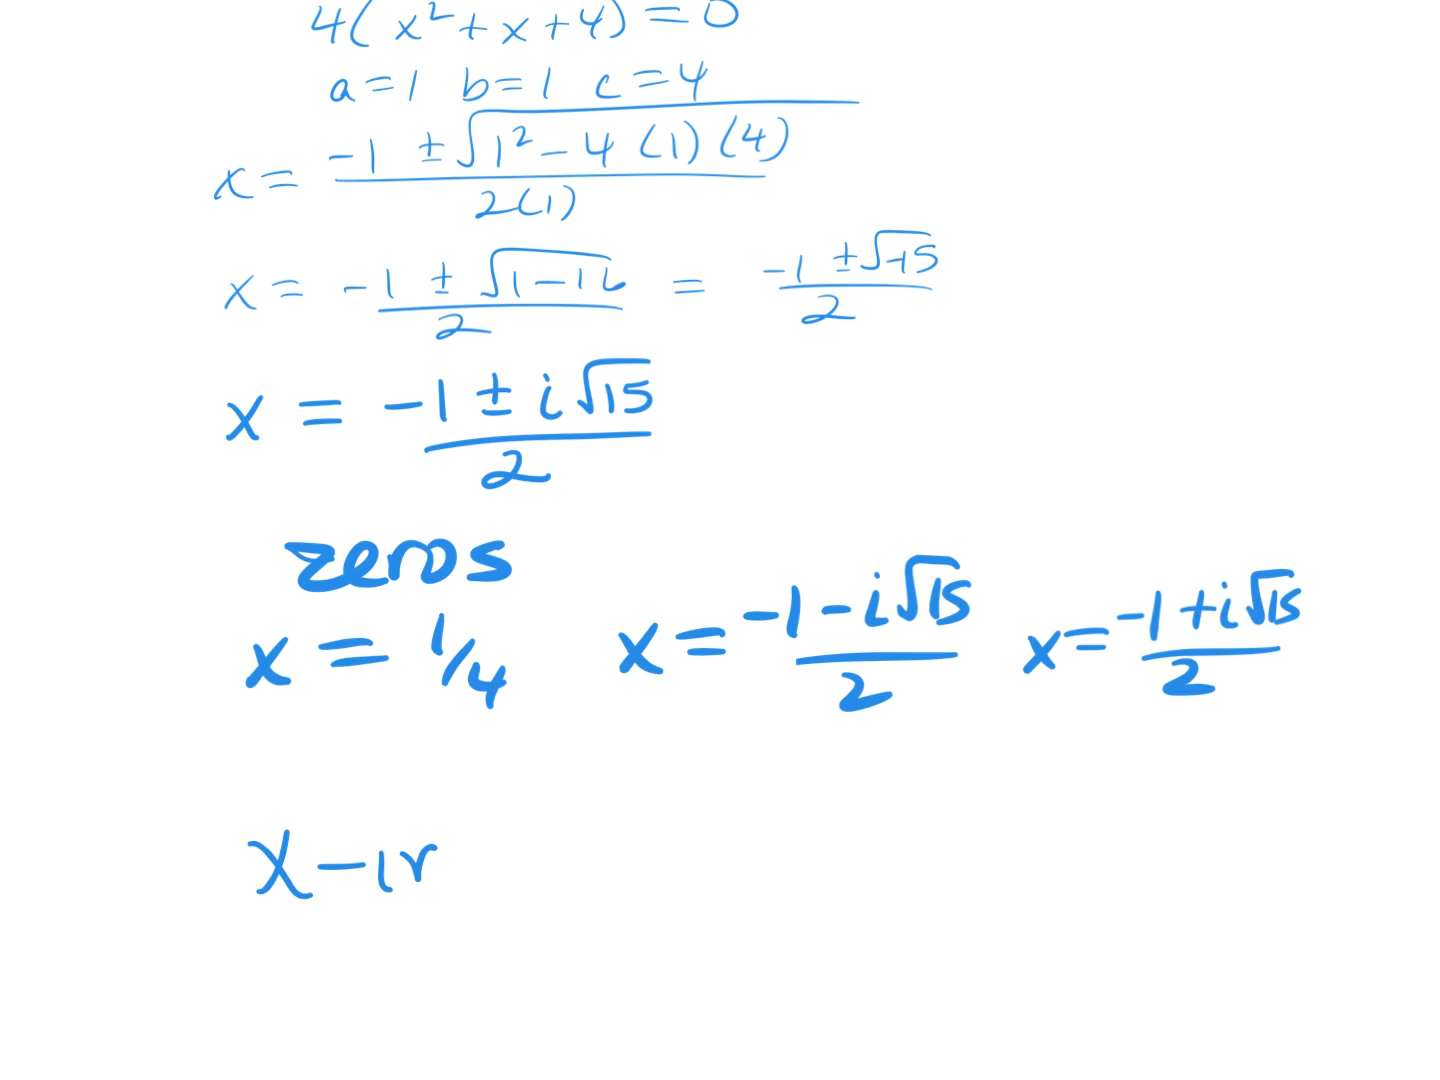 4(x²+x+4)=0
a=1 b=1 c=4
x= (-1 ±√(1²-4(1)(4)))/2(1)
x= (-1 ± √(1-16))/2 = (-1 ±√-15)/2
x = (-1 ± i√15)/2
zeros
x = 1/4 x= (-1-i√15)/2 x= (-1+i√15)/2
x-1r